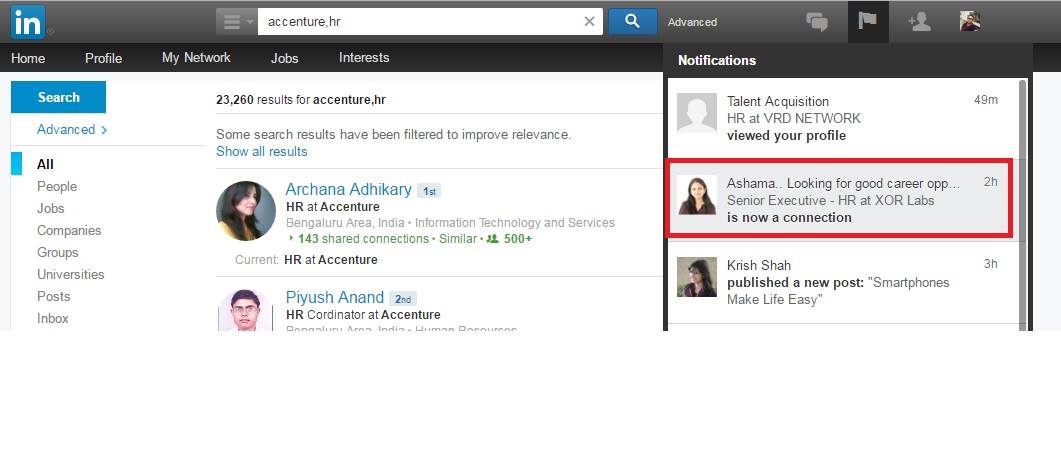 in
accenture,hr
Advanced
Home
Profile
My Network
Jobs
Interests
Search
Advanced
All
People
Jobs
Companies
Groups
Universities
Posts
Inbox
23,260 results for accenture,hr
Some search results have been filtered to improve relevance.
Show all results
Archana Adhikary 1st
HR at Accenture
Bengaluru Area, India • Information Technology and Services
143 shared connections • Similar • 500+
Current: HR at Accenture
Piyush Anand 2nd
HR Cordinator at Accenture
Bengaluru Area, India • Human Resources
Notifications
Talent Acquisition 49m
HR at VRD NETWORK
viewed your profile
Ashama.. Looking for good career opp... 2h
Senior Executive - HR at XOR Labs
is now a connection
Krish Shah 3h
published a new post: "Smartphones
Make Life Easy"